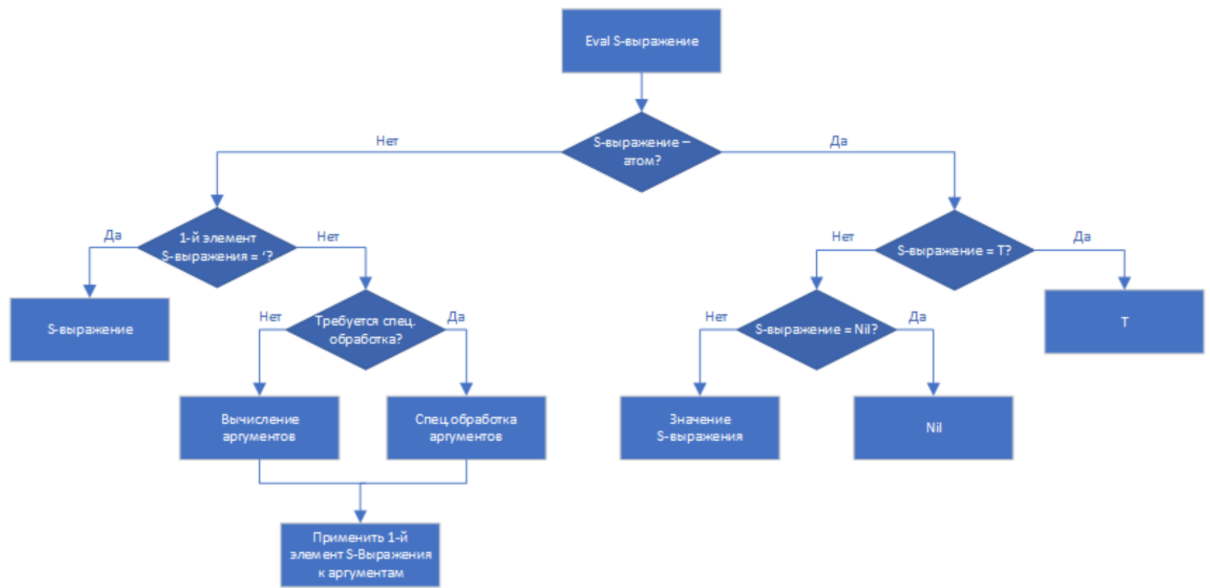 Eval S-выражение
S-выражение –
атом?
Нет
Да
1-й элемент
S-выражения = ‘?
Да
Нет
S-выражение = T?
Нет
Да
S-выражение
Требуется спец.
обработка?
Нет
Да
S-выражение = Nil?
Нет
Да
T
Вычисление
аргументов
Спец.обработка
аргументов
Значение
S-выражения
Nil
Применить 1-й
элемент S-Выражения
к аргументам